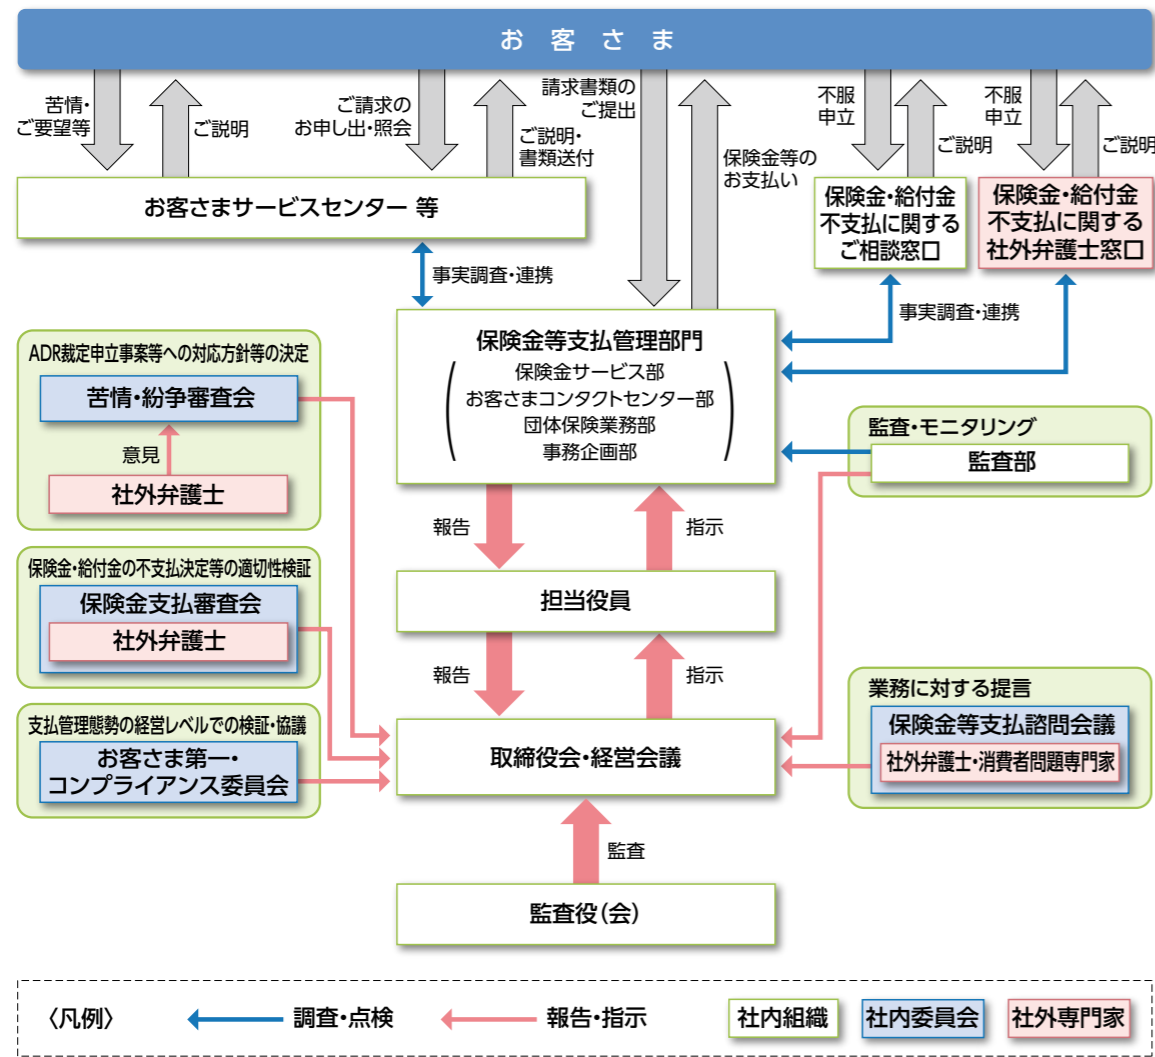 お客さま
苦情・
ご要望等
ご説明
ご請求の
お申し出・照会
ご説明・
書類送付
請求書類の
ご提出
保険金等の
お支払い
不服
申立
ご説明
不服
申立
ご説明
お客さまサービスセンター 等
保険金・給付金
不支払に関する
ご相談窓口
保険金・給付金
不支払に関する
社外弁護士窓口
事実調査・連携
事実調査・連携
保険金等支払管理部門
保険金サービス部
お客さまコンタクトセンター部
団体保険業務部
事務企画部
ADR裁定申立事案等への対応方針等の決定
苦情・紛争審査会
意見
社外弁護士
監査・モニタリング
監査部
報告
指示
保険金・給付金の不支払決定等の適切性検証
保険金支払審査会
社外弁護士
担当役員
報告
指示
支払管理態勢の経営レベルでの検証・協議
お客さま第一・
コンプライアンス委員会
取締役会・経営会議
業務に対する提言
保険金等支払諮問会議
社外弁護士・消費者問題専門家
監査
監査役(会)
〈凡例〉
調査・点検
報告・指示
社内組織
社内委員会
社外専門家